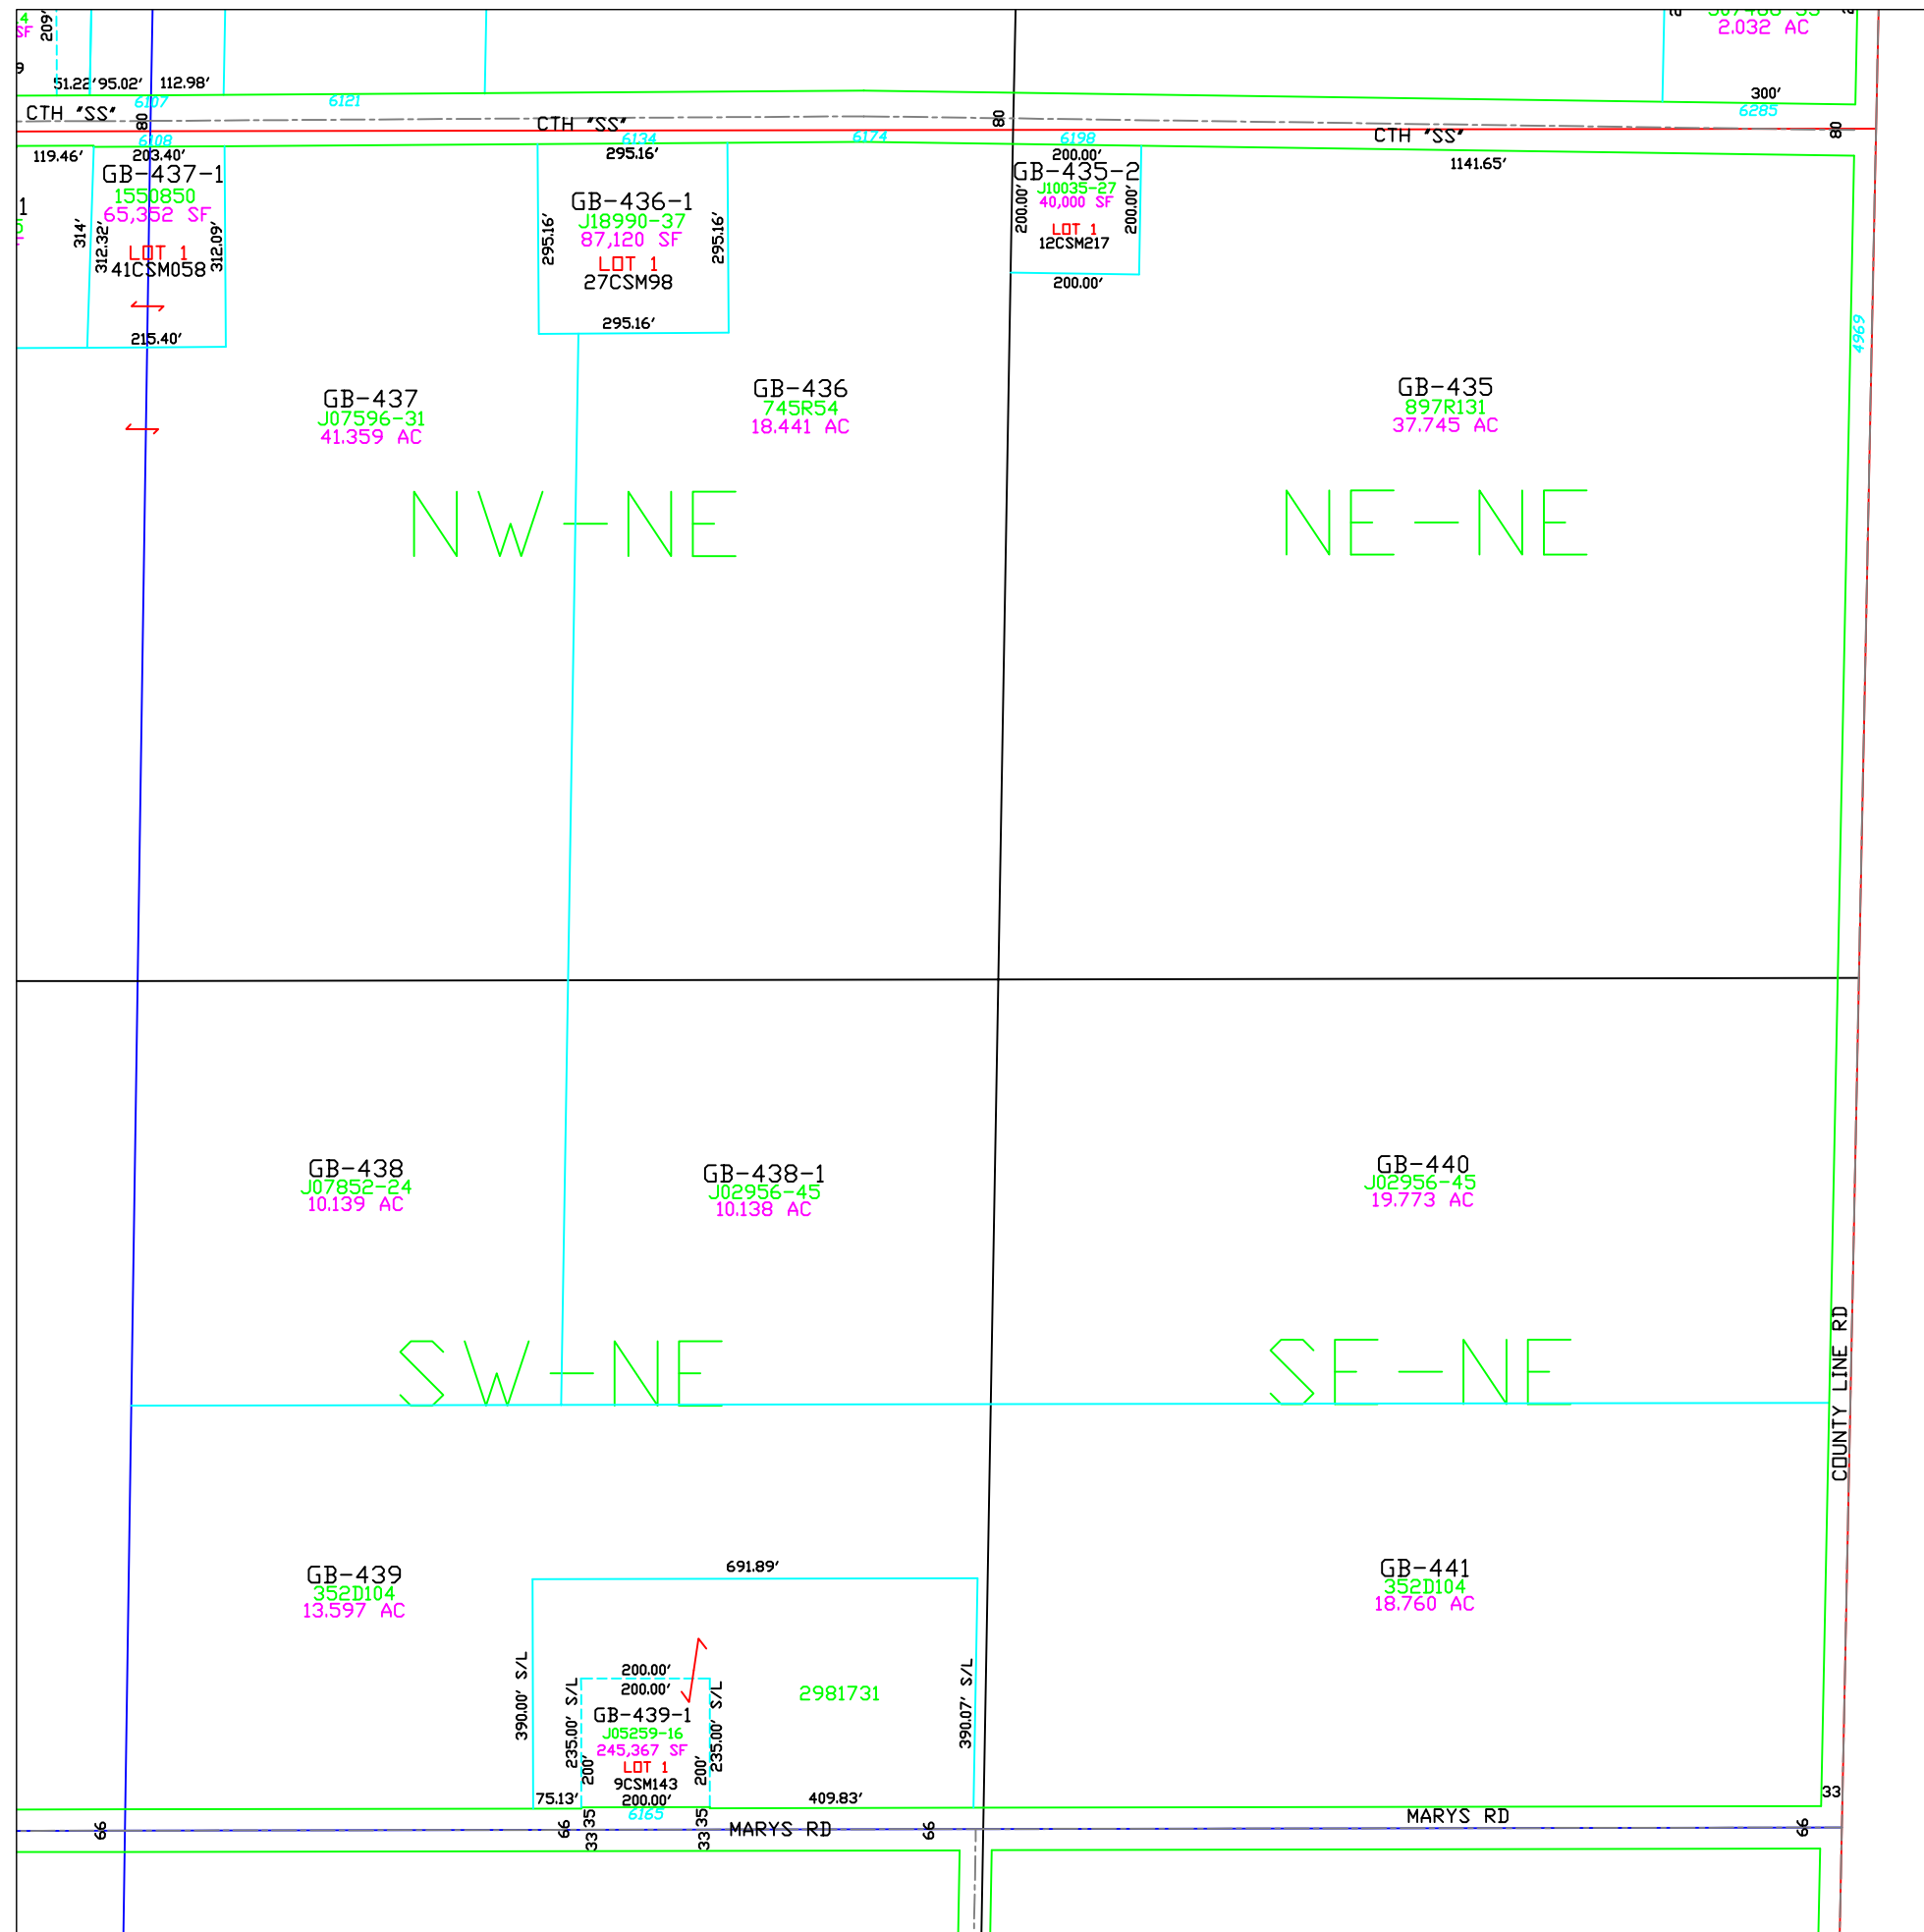 SF
209'
9
51.22'
95.02'
112.98'
2.032 AC
300'
6107
6121
6285
CTH "SS"
80
CTH "SS"
80
CTH "SS"
80
6108
6134
6174
6198
119.46'
203.40'
295.16'
200.00'
1141.65'
1
GB-437-1
1550850
65,352 SF
LOT 1
41CSM058
314'
312.32'
312.09'
215.40'
GB-436-1
J18990-37
87,120 SF
LOT 1
27CSM98
295.16'
295.16'
295.16'
GB-435-2
J10035-27
40,000 SF
LOT 1
12CSM217
200.00'
200.00'
200.00'
4969
GB-437
J07596-31
41.359 AC
GB-436
745R54
18.441 AC
GB-435
897R131
37.745 AC
NW-NE
NE-NE
GB-438
J07852-24
10.139 AC
GB-438-1
J02956-45
10.138 AC
GB-440
J02956-45
19.773 AC
SW-NE
SE-NE
COUNTY LINE RD
GB-439
352D104
13.597 AC
GB-441
352D104
18.760 AC
691.89'
390.00' S/L
390.07' S/L
200.00'
200.00'
235.00' S/L
235.00' S/L
2981731
GB-439-1
J05259-16
245,367 SF
LOT 1
9CSM143
200'
200'
75.13'
200.00'
409.83'
6165
33
66
66
33 35
33 35
MARYS RD
66
MARYS RD
66